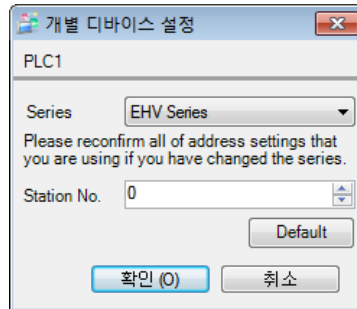 개별 디바이스 설정
PLC1
Series EHV Series
Please reconfirm all of address settings that
you are using if you have changed the series.
Station No. 0
Default
확인 (O) 취소